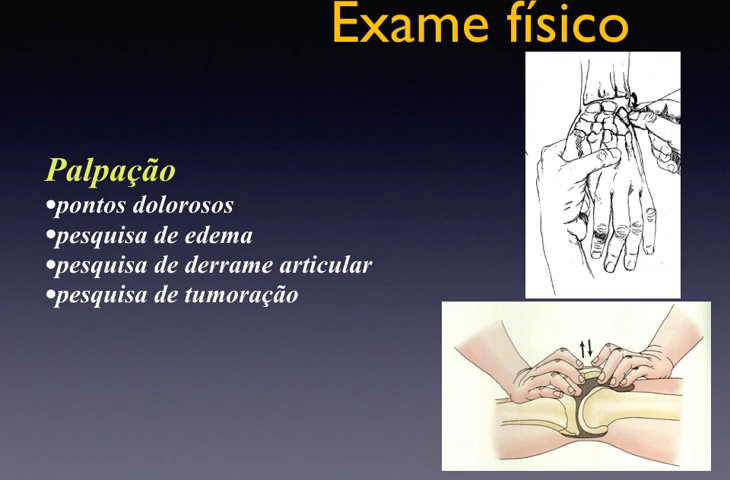 Exame físico
Palpação
•pontos dolorosos
•pesquisa de edema
•pesquisa de derrame articular
•pesquisa de tumoração